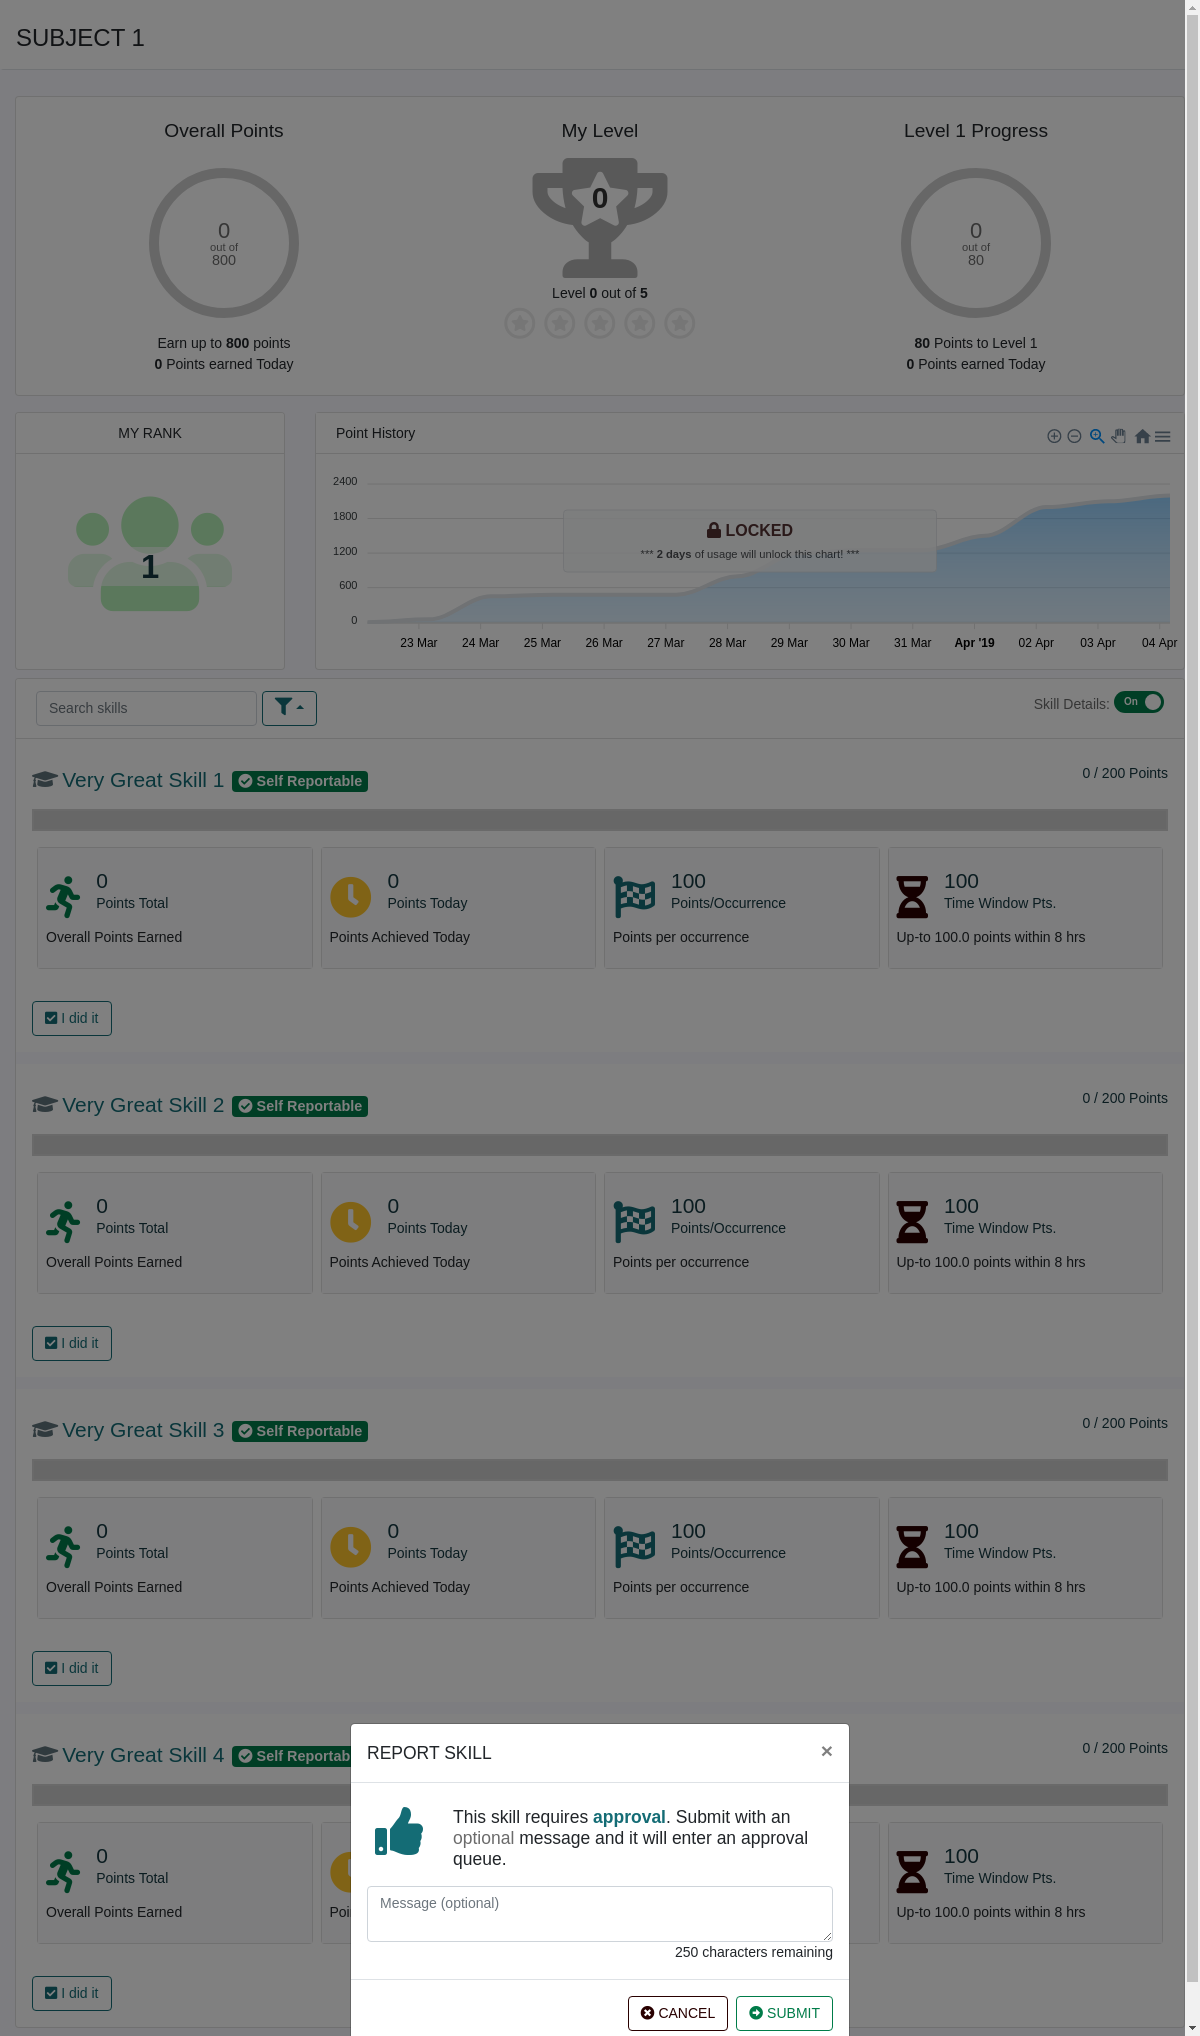 SUBJECT 1
Overall Points
0
out of
800
Earn up to 800 points
0 Points earned Today
My Level
0
Level 0 out of 5
Level 1 Progress
0
out of
80
80 Points to Level 1
0 Points earned Today
MY RANK
1
Point History
2400
1800
1200
600
0
LOCKED
*** 2 days of usage will unlock this chart! ***
23 Mar 24 Mar 25 Mar 26 Mar 27 Mar 28 Mar 29 Mar 30 Mar 31 Mar Apr '19 02 Apr 03 Apr 04 Apr
Search skills
Skill Details: On
Very Great Skill 1 Self Reportable
0 / 200 Points
0
Points Total
Overall Points Earned
0
Points Today
Points Achieved Today
100
Points/Occurrence
Points per occurrence
100
Time Window Pts.
Up-to 100.0 points within 8 hrs
I did it
Very Great Skill 2 Self Reportable
0 / 200 Points
0
Points Total
Overall Points Earned
0
Points Today
Points Achieved Today
100
Points/Occurrence
Points per occurrence
100
Time Window Pts.
Up-to 100.0 points within 8 hrs
I did it
Very Great Skill 3 Self Reportable
0 / 200 Points
0
Points Total
Overall Points Earned
0
Points Today
Points Achieved Today
100
Points/Occurrence
Points per occurrence
100
Time Window Pts.
Up-to 100.0 points within 8 hrs
I did it
Very Great Skill 4 Self Reportab
0 / 200 Points
0
Points Total
Overall Points Earned
Poi
100
Time Window Pts.
Up-to 100.0 points within 8 hrs
I did it
REPORT SKILL ×
This skill requires approval. Submit with an
optional message and it will enter an approval
queue.
Message (optional)
250 characters remaining
CANCEL SUBMIT